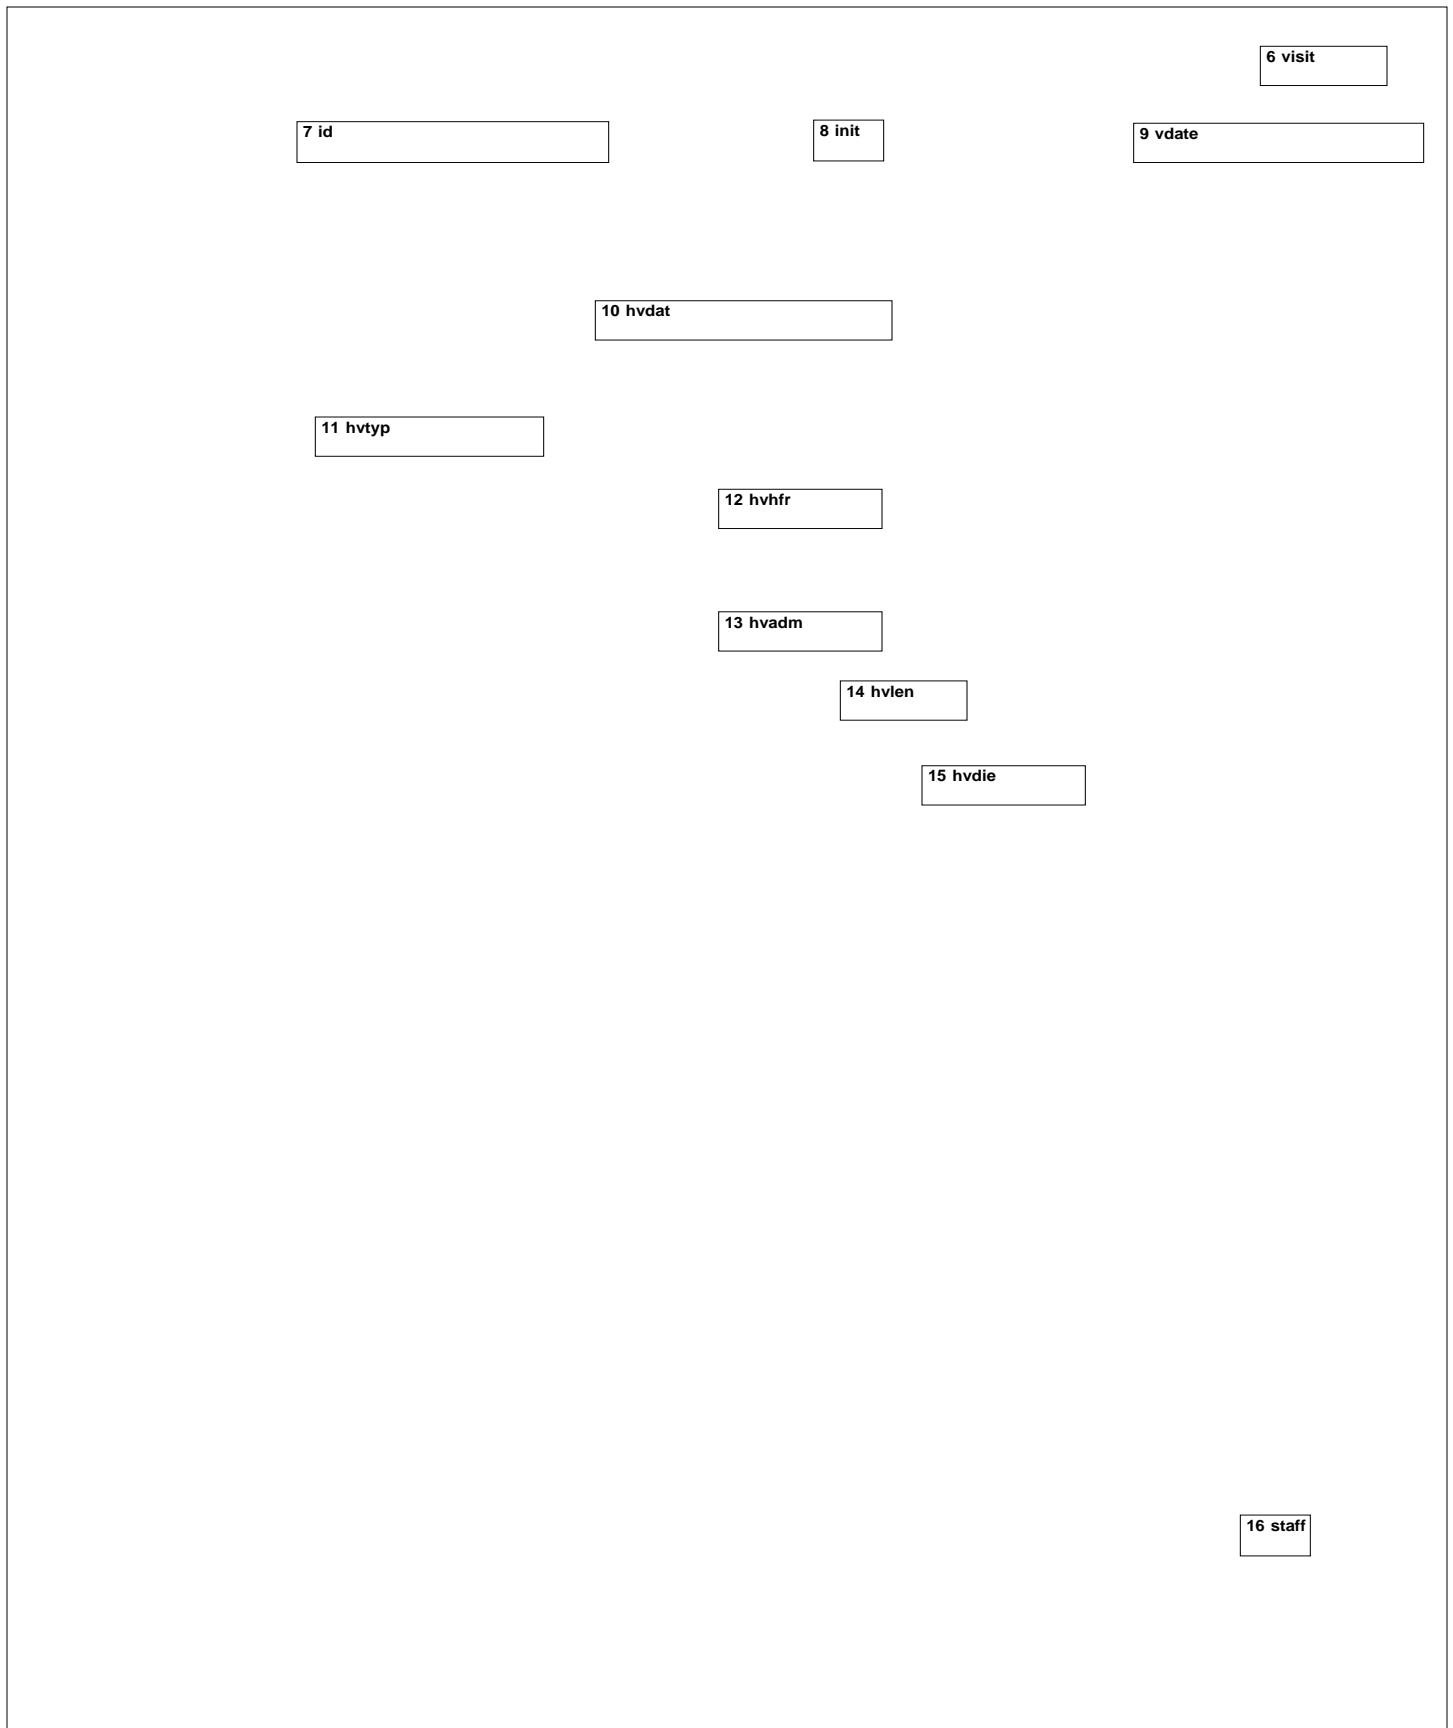 6 visit
7 id
8 init
9 vdate
10 hvdat
11 hvtyp
12 hvhfr
13 hvadm
14 hvlen
15 hvdie
16 staff